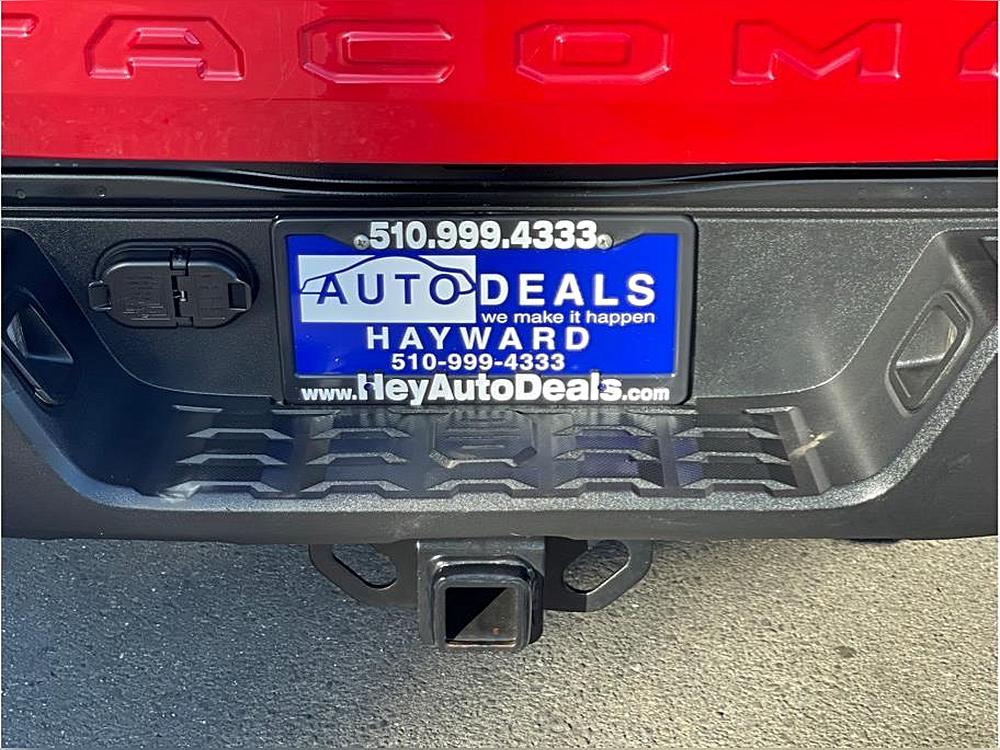 TACOMA
510.999.4333
AUTO DEALS
we make it happen
HAYWARD
510-999-4333
www.HeyAutoDeals.com